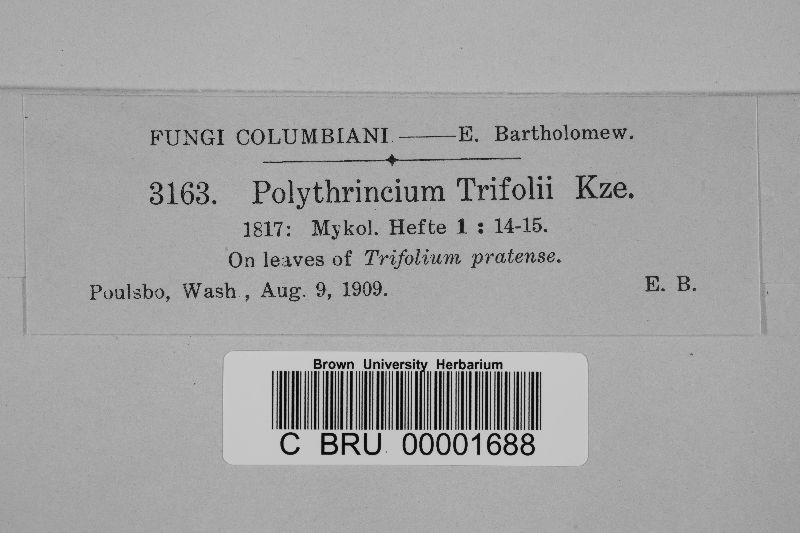 FUNGI COLUMBIANI ——E. Bartholomew.
3163. Polythrincium Trifolii Kze.
1817: Mykol. Hefte 1 : 14-15.
On leaves of Trifolium pratense.
Poulsbo, Wash., Aug. 9, 1909. E. B.
Brown University Herbarium
C BRU 00001688